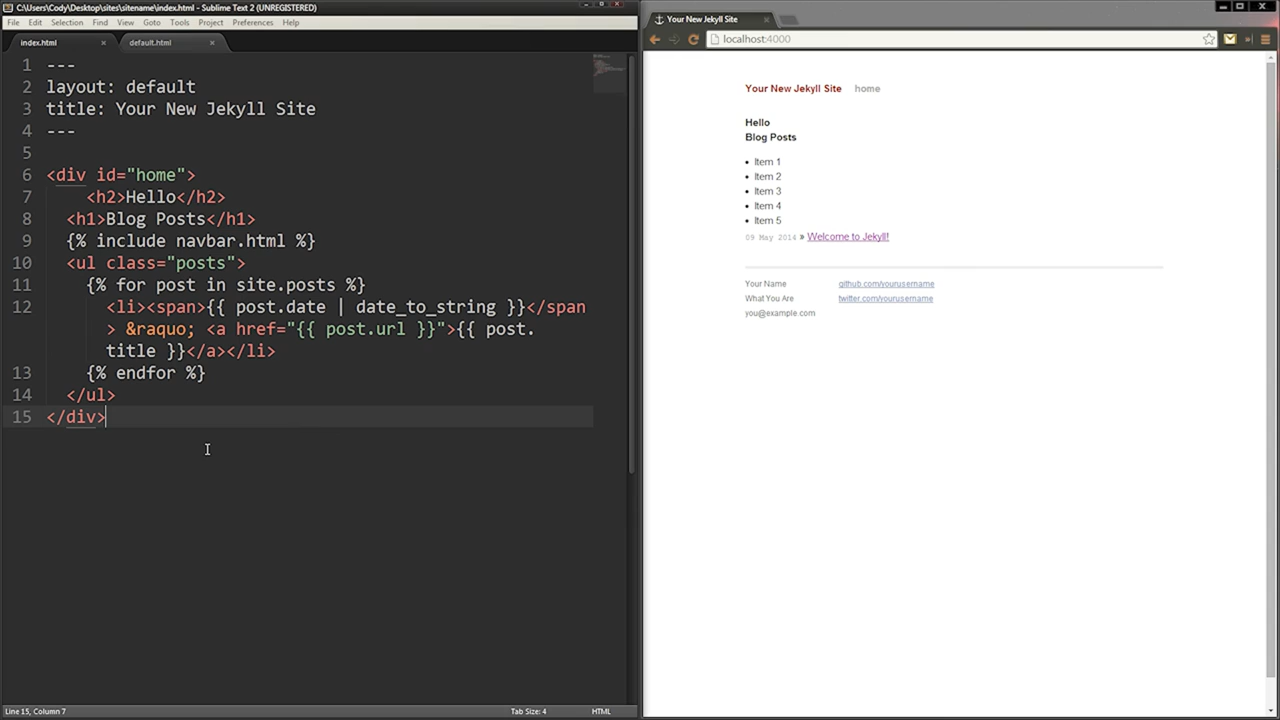 C:\Users\Cody\Desktop\sites\sitename\index.html - Sublime Text 2 (UNREGISTERED)
File Edit Selection Find View Goto Tools Project Preferences Help
index.html × default.html ×
1 ---
2 layout: default
3 title: Your New Jekyll Site
4 ---
5
6 <div id="home">
7 <h2>Hello</h2>
8 <h1>Blog Posts</h1>
9 {% include navbar.html %}
10 <ul class="posts">
11 {% for post in site.posts %}
12 <li><span>{{ post.date | date_to_string }}</span
> &raquo; <a href="{{ post.url }}">{{ post.
title }}</a></li>
13 {% endfor %}
14 </ul>
15 </div>
Line 15, Column 7 Tab Size: 4 HTML
Your New Jekyll Site ×
localhost:4000
Your New Jekyll Site home
Hello
Blog Posts
• Item 1
• Item 2
• Item 3
• Item 4
• Item 5
09 May 2014 » Welcome to Jekyll!
Your Name github.com/yourusername
What You Are twitter.com/yourusername
you@example.com